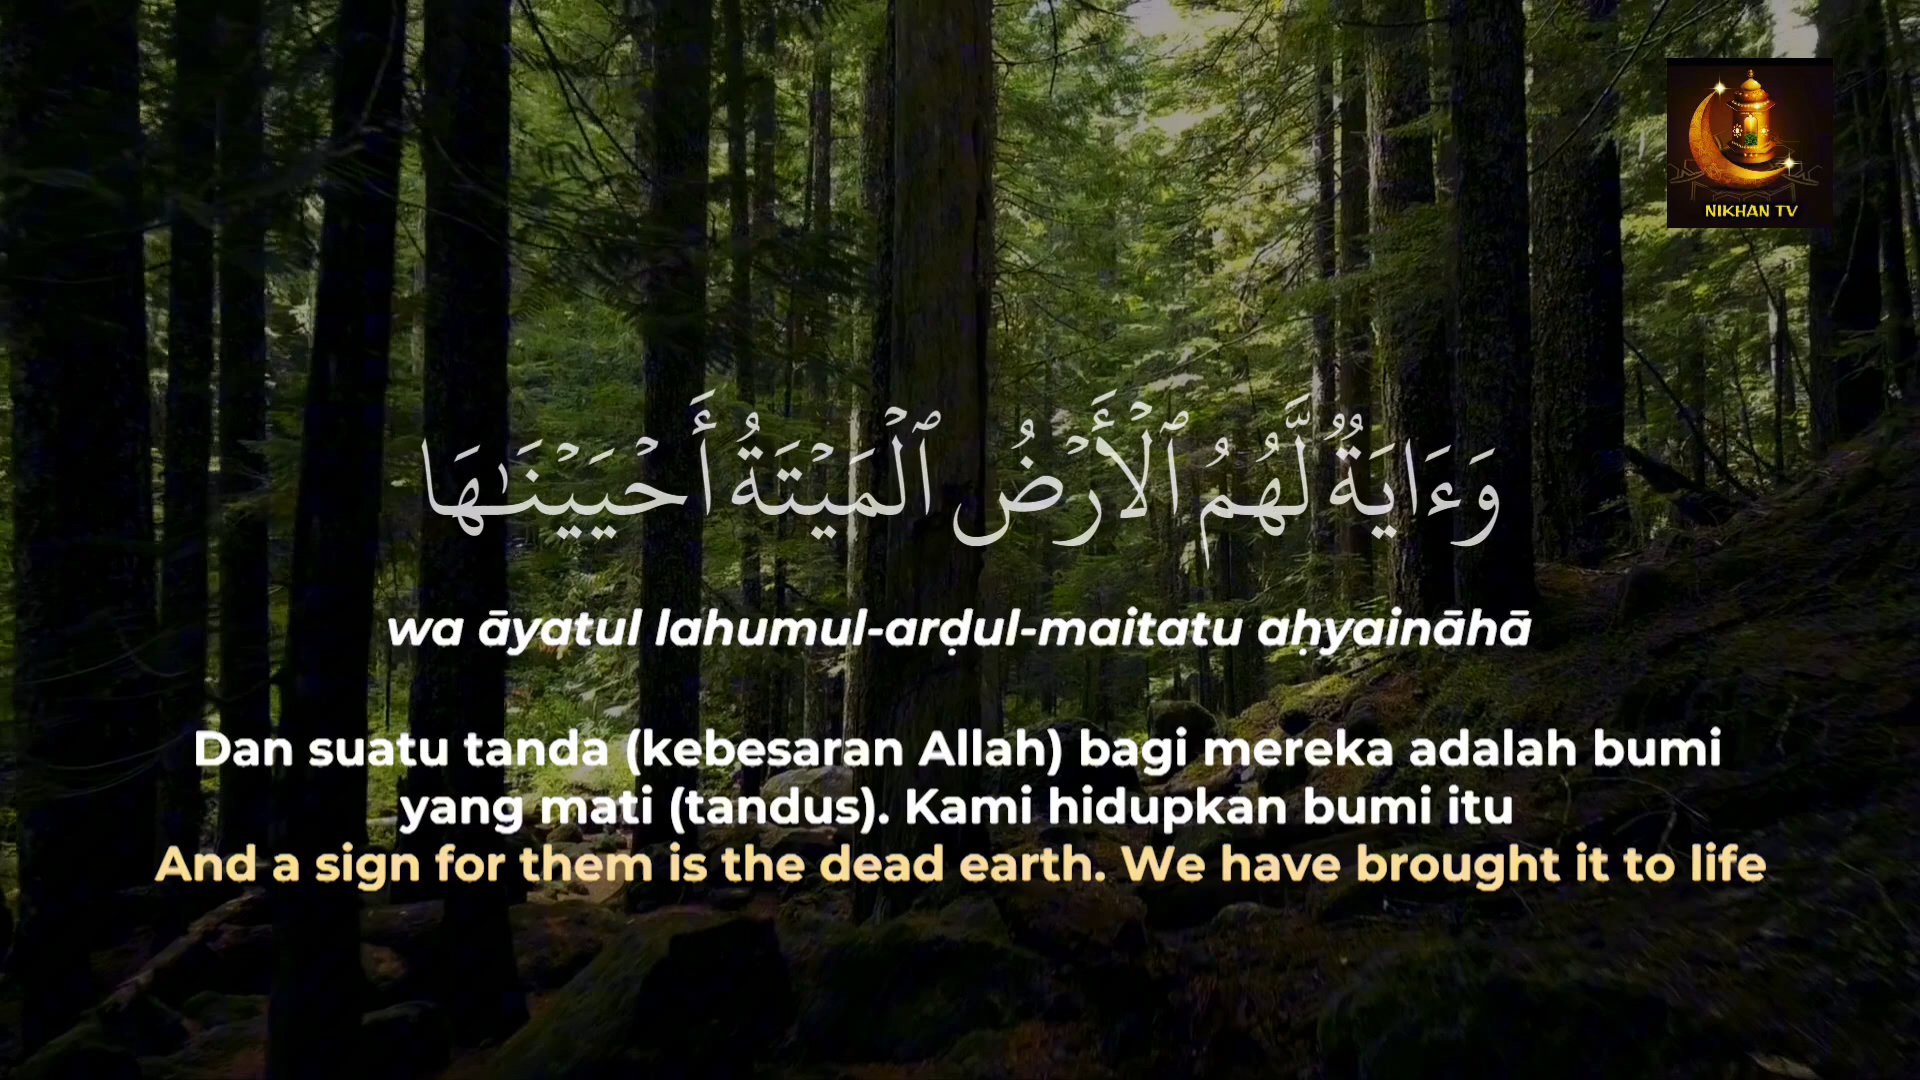 NIKHAN TV
وَءَايَةٌ لَّهُمُ ٱلْأَرْضُ ٱلْمَيْتَةُ أَحْيَيْنَـٰهَا
wa āyatul lahumul-arḍul-maitatu aḥyaināhā
Dan suatu tanda (kebesaran Allah) bagi mereka adalah bumi
yang mati (tandus). Kami hidupkan bumi itu
And a sign for them is the dead earth. We have brought it to life